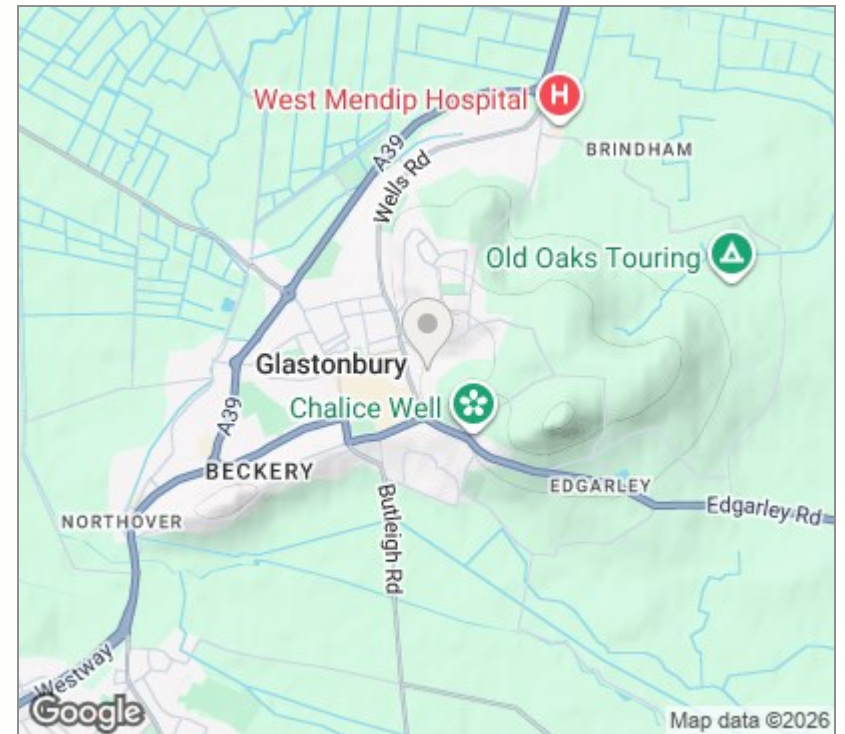 West Mendip Hospital
H
BRINDHAM
A39
Wells Rd
Old Oaks Touring
Glastonbury
Chalice Well
A39
BECKERY
EDGARLEY
Edgarley Rd
NORTHOVER
Butleigh Rd
Westway
Google
Map data ©2026